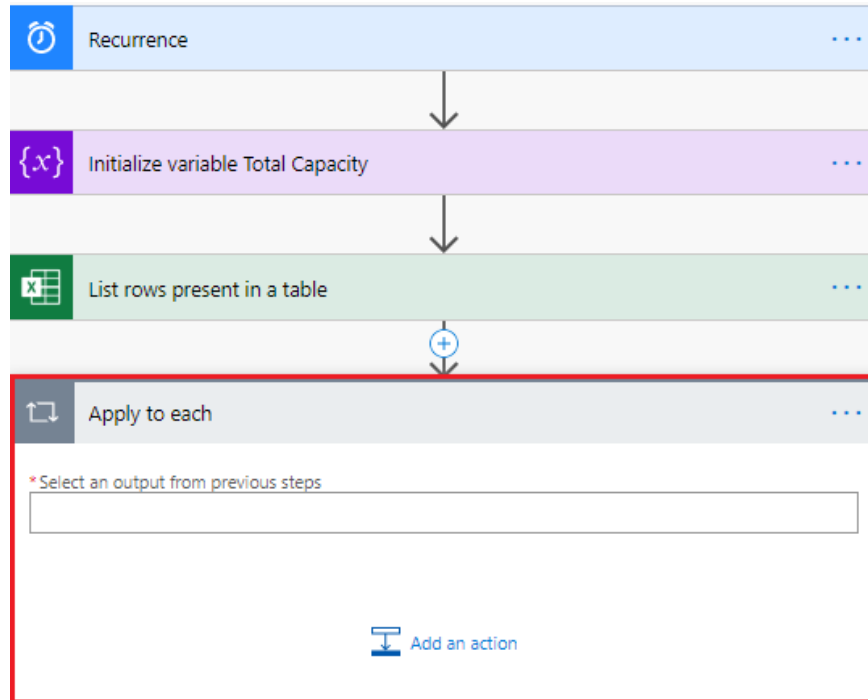 Recurrence
...
{x} Initialize variable Total Capacity
...
X List rows present in a table
...
Apply to each
...
* Select an output from previous steps
Add an action